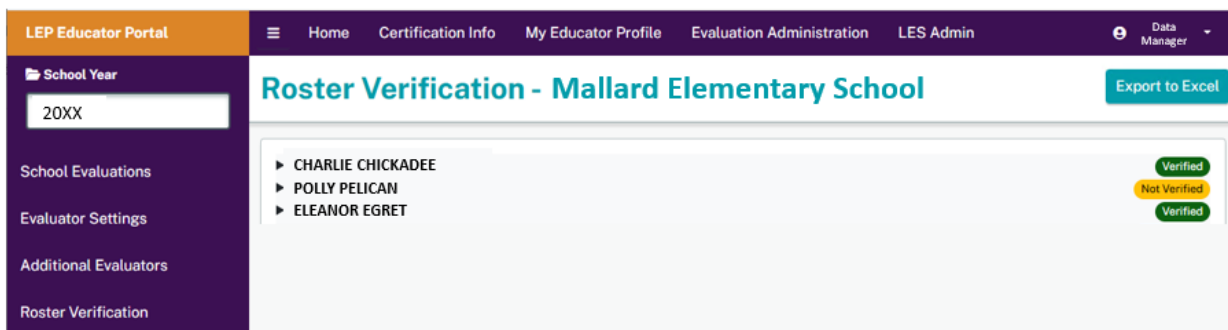 LEP Educator Portal
Home Certification Info My Educator Profile Evaluation Administration LES Admin Data Manager
School Year
20XX
School Evaluations
Evaluator Settings
Additional Evaluators
Roster Verification
Roster Verification - Mallard Elementary School
Export to Excel
CHARLIE CHICKADEE Verified
POLLY PELICAN Not Verified
ELEANOR EGRET Verified